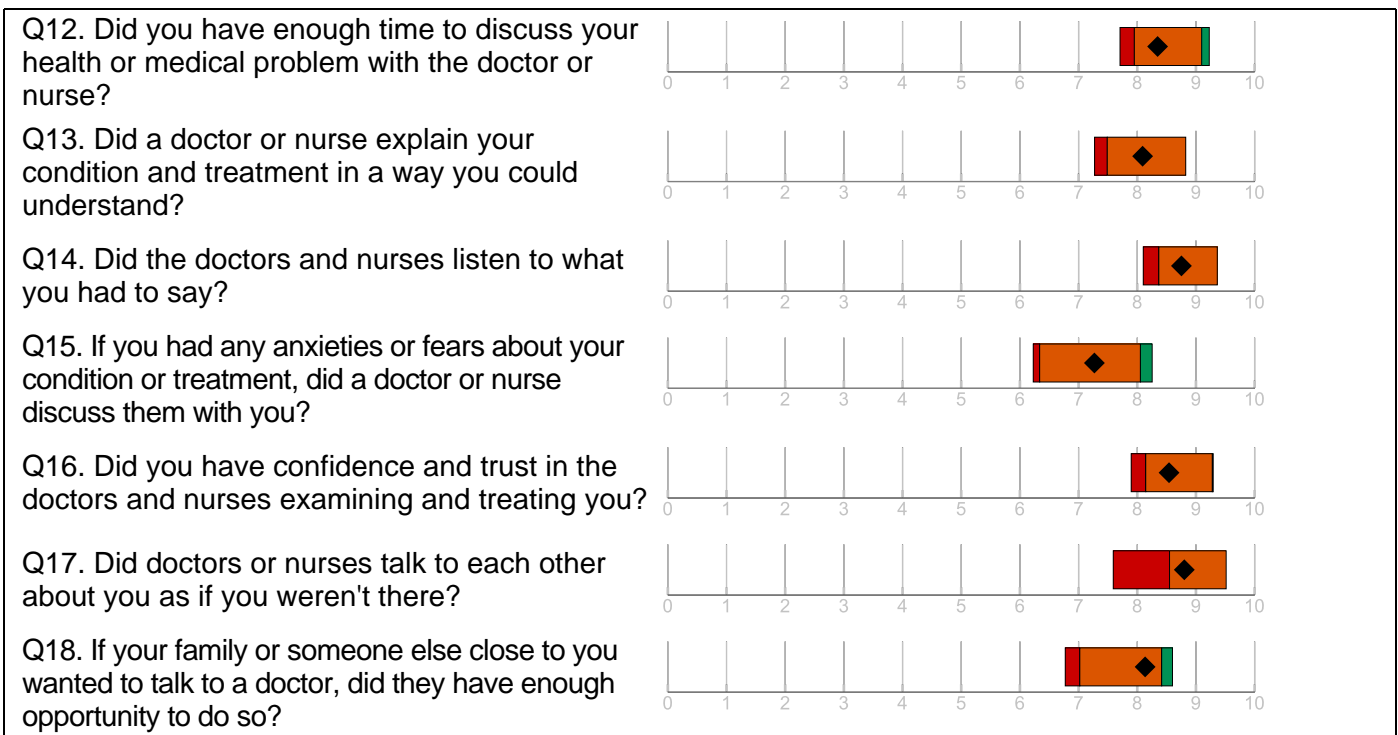 Q12. Did you have enough time to discuss your
health or medical problem with the doctor or
nurse?
0 1 2 3 4 5 6 7 8 9 10
Q13. Did a doctor or nurse explain your
condition and treatment in a way you could
understand?
0 1 2 3 4 5 6 7 8 9 10
Q14. Did the doctors and nurses listen to what
you had to say?
0 1 2 3 4 5 6 7 8 9 10
Q15. If you had any anxieties or fears about your
condition or treatment, did a doctor or nurse
discuss them with you?
0 1 2 3 4 5 6 7 8 9 10
Q16. Did you have confidence and trust in the
doctors and nurses examining and treating you?
0 1 2 3 4 5 6 7 8 9 10
Q17. Did doctors or nurses talk to each other
about you as if you weren't there?
0 1 2 3 4 5 6 7 8 9 10
Q18. If your family or someone else close to you
wanted to talk to a doctor, did they have enough
opportunity to do so?
0 1 2 3 4 5 6 7 8 9 10